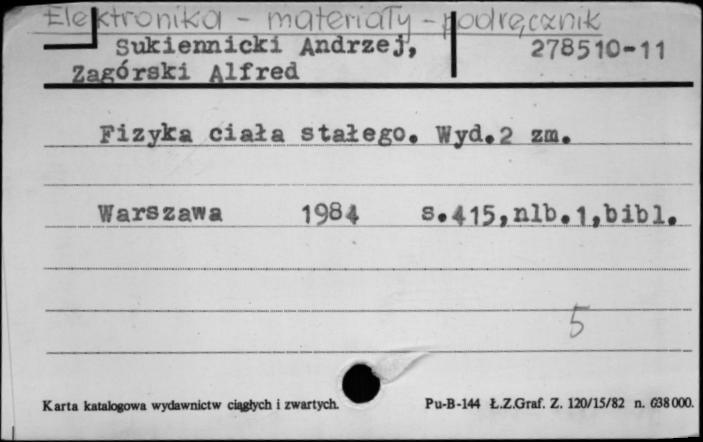 Elektronika - materiały - podręcznik
Sukiennicki Andrzej, 278510-11
Zagórski Alfred
Fizyka ciała stałego. Wyd.2 zm.
Warszawa 1984 s.415,nlb.1,bibl.
5
Karta katalogowa wydawnictw ciągłych i zwartych. Pu-B-144 Ł.Z.Graf. Z. 120/15/82 n. 638000.